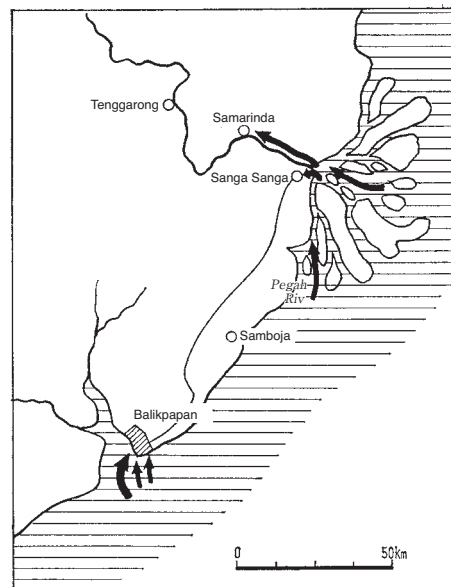 Tenggarong
Samarinda
Sanga Sanga
Pegah
Riv
Samboja
Balikpapan
0 50km